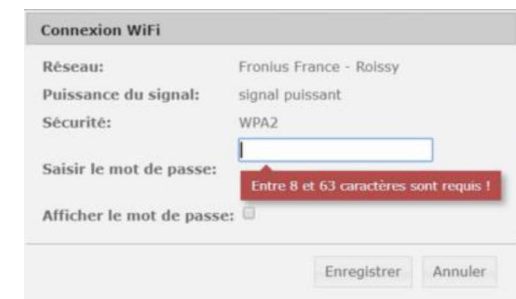 Connexion WiFi
Réseau: Fronius France - Roissy
Puissance du signal: signal puissant
Sécurité: WPA2
Saisir le mot de passe:
Entre 8 et 63 caractères sont requis !
Afficher le mot de passe:
Enregistrer Annuler